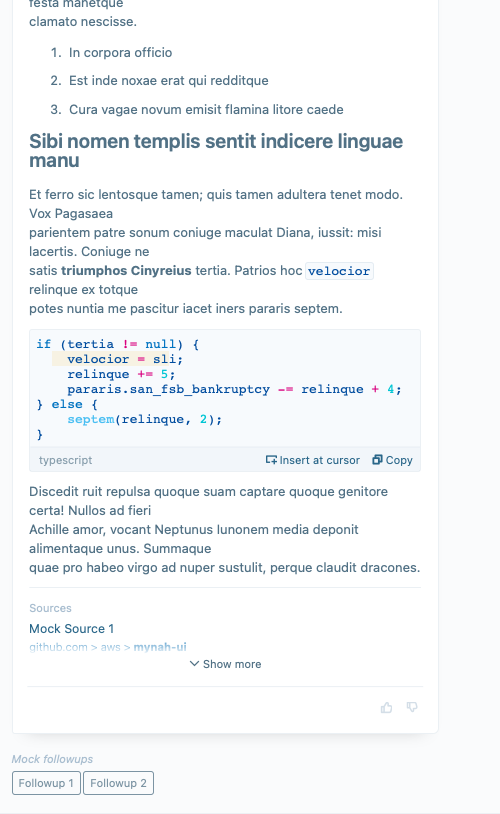 festa manetque
clamato nescisse.
1. In corpora officio
2. Est inde noxae erat qui redditque
3. Cura vagae novum emisit flamina litore caede
Sibi nomen templis sentit indicere linguae
manu
Et ferro sic lentosque tamen; quis tamen adultera tenet modo.
Vox Pagasaea
parientem patre sonum coniuge maculat Diana, iussit: misi
lacertis. Coniuge ne
satis triumphos Cinyreius tertia. Patrios hoc velocior
relinque ex totque
potes nuntia me pascitur iacet iners pararis septem.
if (tertia != null) {
    velocior = sli;
    relinque += 5;
    pararis.san_fsb_bankruptcy -= relinque + 4;
} else {
    septem(relinque, 2);
}
typescript Insert at cursor Copy
Discedit ruit repulsa quoque suam captare quoque genitore
certa! Nullos ad fieri
Achille amor, vocant Neptunus lunonem media deponit
alimentaque unus. Summaque
quae pro habeo virgo ad nuper sustulit, perque claudit dracones.
Sources
Mock Source 1
github.com > aws > mynah-ui
Show more
Mock followups
Followup 1 Followup 2